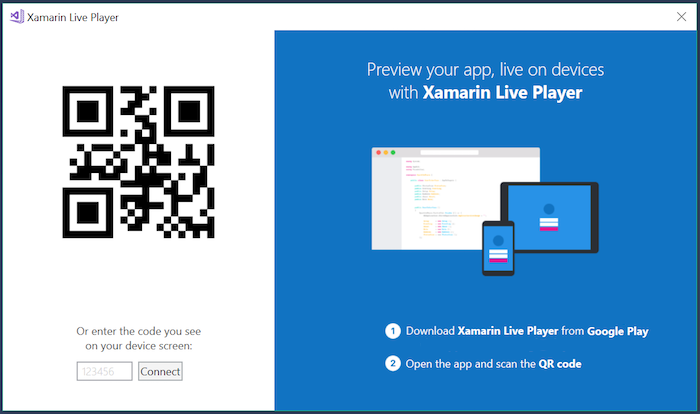 Xamarin Live Player
Or enter the code you see
on your device screen:
123456
Connect
Preview your app, live on devices
with Xamarin Live Player
1 Download Xamarin Live Player from Google Play
2 Open the app and scan the QR code